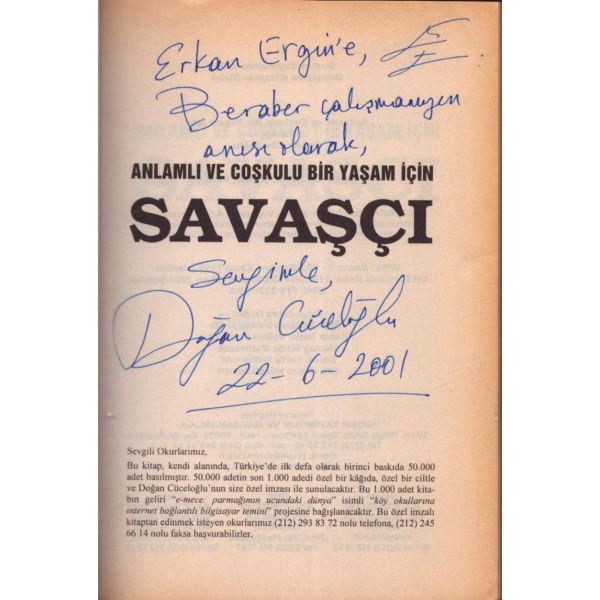 Erkan Ergin'e,
Beraber çalışmamızın
anısı olarak,
ANLAMLI VE COŞKULU BİR YAŞAM İÇİN
SAVAŞÇI
Sevgimle,
Doğan Cüceloğlu
22-6-2001
Sevgili Okurlarımız,
Bu kitap, kendi alanında, Türkiye'de ilk defa olarak birinci baskıda 50.000
adet basılmıştır. 50.000 adetin son 1.000 adedi özel bir kâğıda, özel bir ciltle
ve Doğan Cüceloğlu'nun size özel imzası ile sunulacaktır. Bu 1.000 adet kita-
bın geliri "e-mece: parmağımın ucundaki dünya" isimli "köy okullarına
internet bağlantılı bilgisayar temini" projesine bağışlanacaktır. Bu özel imzalı
kitaptan edinmek isteyen okurlarımız (212) 293 83 72 nolu telefona, (212) 245
66 14 nolu faksa başvurabilirler.